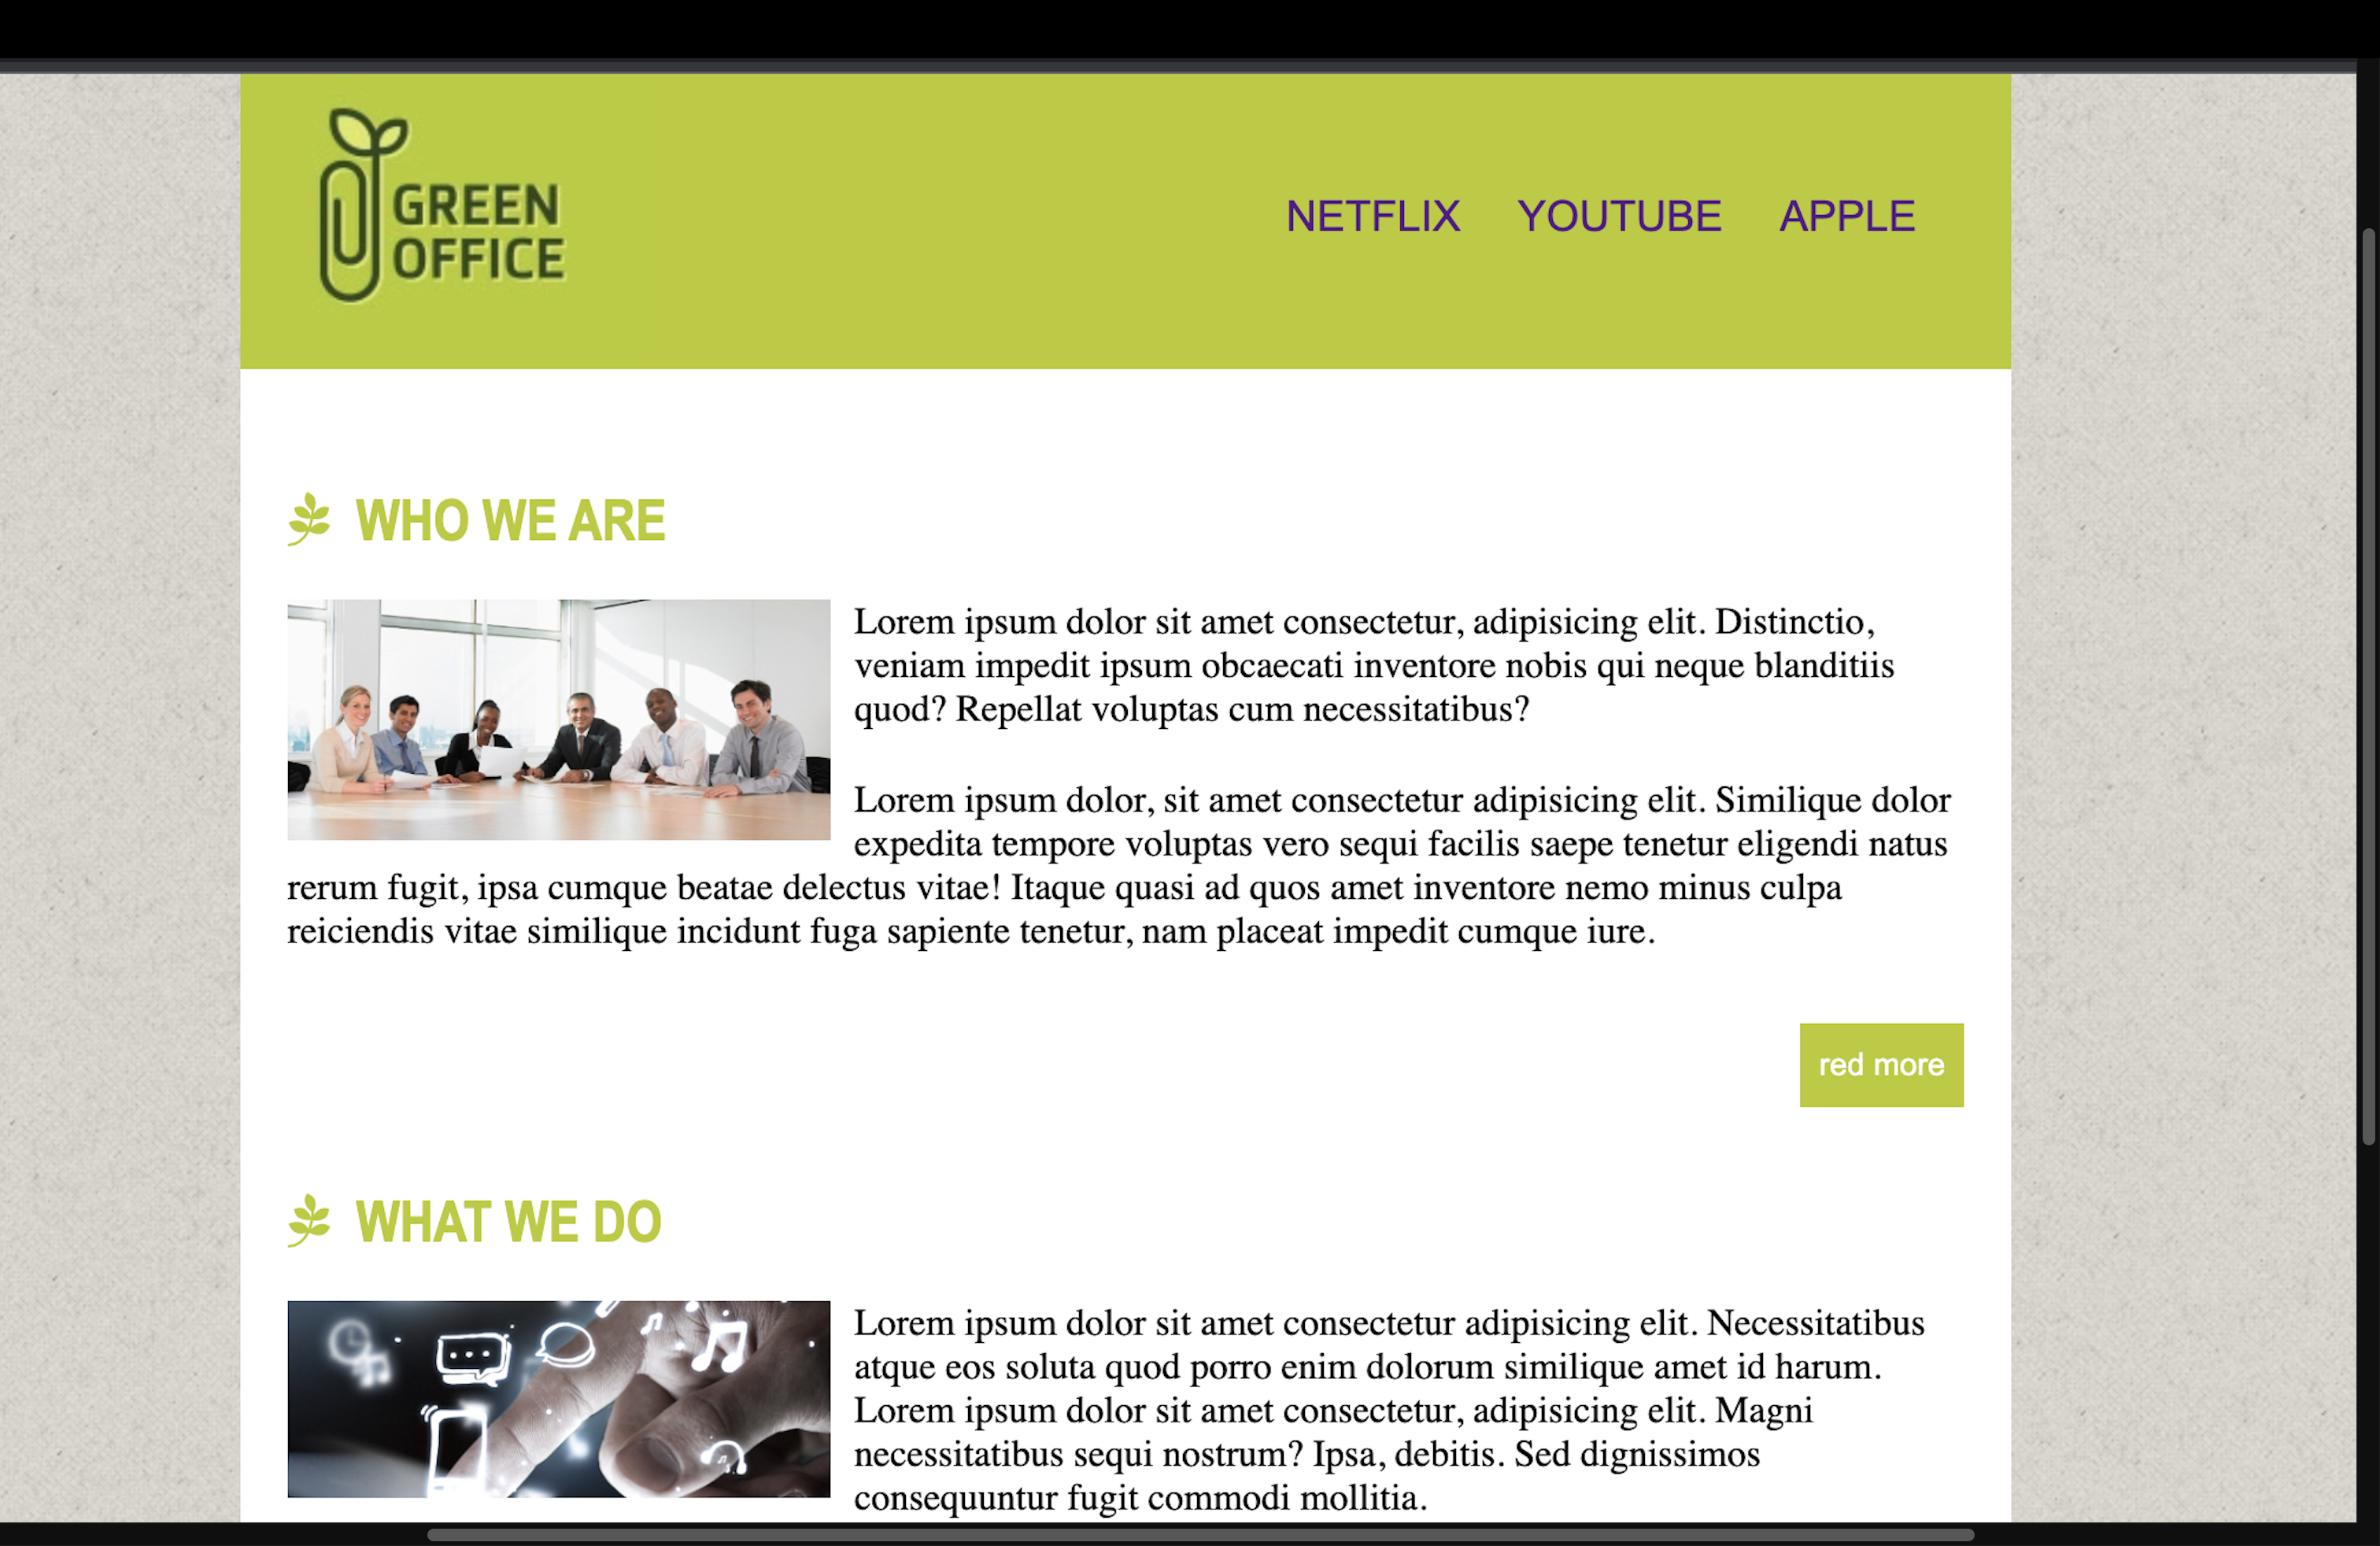 GREEN
OFFICE
NETFLIX YOUTUBE APPLE
WHO WE ARE
Lorem ipsum dolor sit amet consectetur, adipisicing elit. Distinctio,
veniam impedit ipsum obcaecati inventore nobis qui neque blanditiis
quod? Repellat voluptas cum necessitatibus?
Lorem ipsum dolor, sit amet consectetur adipisicing elit. Similique dolor
expedita tempore voluptas vero sequi facilis saepe tenetur eligendi natus
rerum fugit, ipsa cumque beatae delectus vitae! Itaque quasi ad quos amet inventore nemo minus culpa
reiciendis vitae similique incidunt fuga sapiente tenetur, nam placeat impedit cumque iure.
red more
WHAT WE DO
Lorem ipsum dolor sit amet consectetur adipisicing elit. Necessitatibus
atque eos soluta quod porro enim dolorum similique amet id harum.
Lorem ipsum dolor sit amet consectetur, adipisicing elit. Magni
necessitatibus sequi nostrum? Ipsa, debitis. Sed dignissimos
consequuntur fugit commodi mollitia.